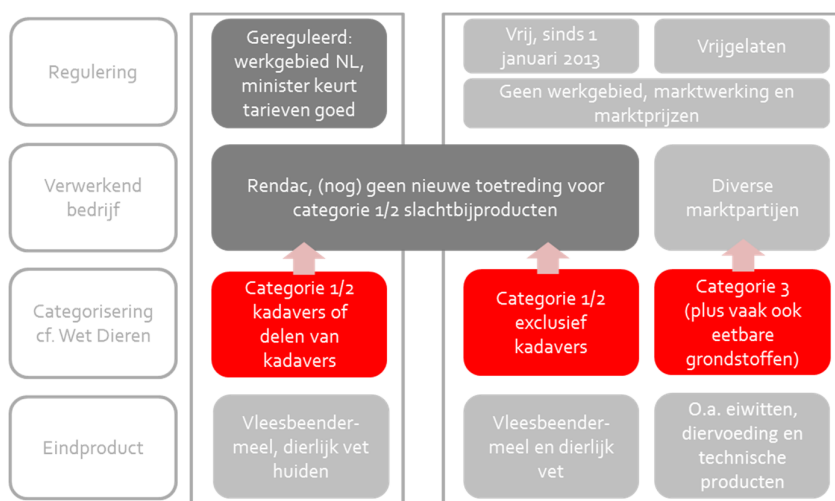 Regulering
Gereguleerd:
werkgebied NL,
minister keurt
tarieven goed
Vrij, sinds 1
januari 2013
Vrijgelaten
Geen werkgebied, marktwerking en
marktprijzen
Verwerkend
bedrijf
Rendac, (nog) geen nieuwe toetreding voor
categorie 1/2 slachtbijproducten
Diverse
marktpartijen
Categorisering
cf. Wet Dieren
Categorie 1/2
kadavers of
delen van
kadavers
Categorie 1/2
exclusief
kadavers
Categorie 3
(plus vaak ook
eetbare
grondstoffen)
Eindproduct
Vleesbeender-
meel, dierlijk vet
huiden
Vleesbeender-
meel en dierlijk
vet
O.a. eiwitten,
diervoeding en
technische
producten